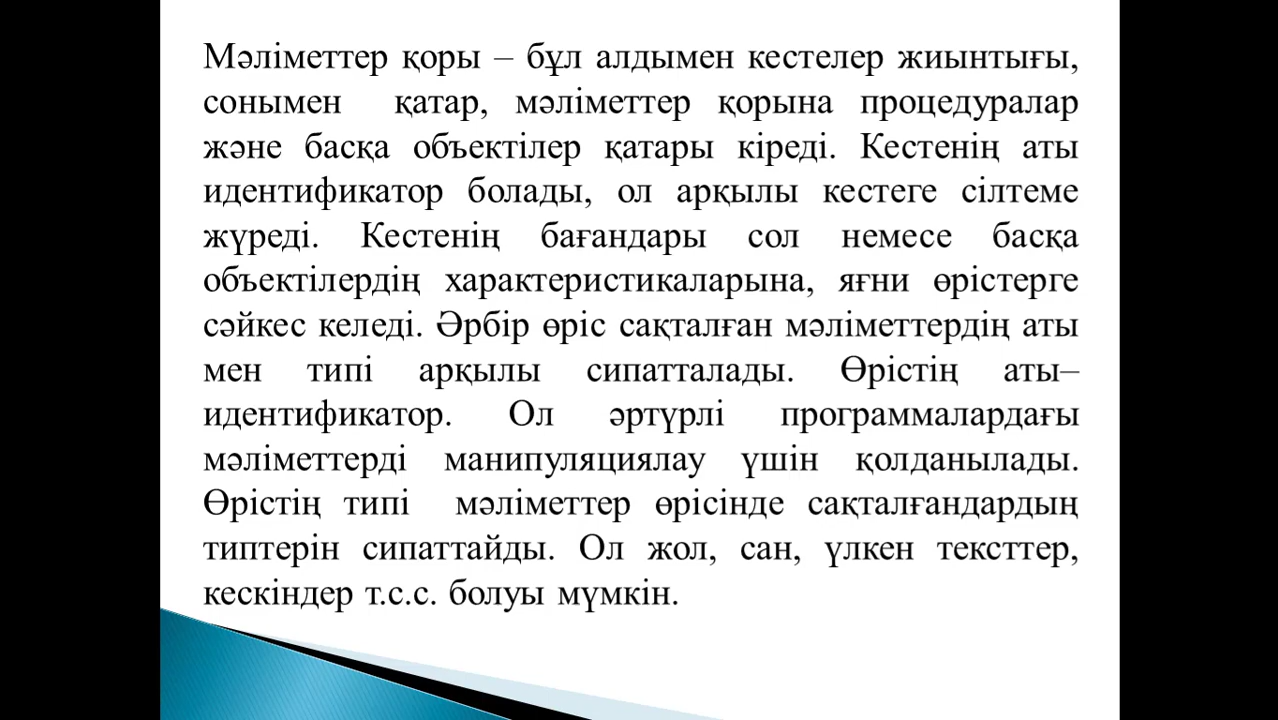 Мәліметтер қоры – бұл алдымен кестелер жиынтығы,
сонымен қатар, мәліметтер қорына процедуралар
және басқа объектілер қатары кіреді. Кестенің аты
идентификатор болады, ол арқылы кестеге сілтеме
жүреді. Кестенің бағандары сол немесе басқа
объектілердің характеристикаларына, яғни өрістерге
сәйкес келеді. Әрбір өріс сақталған мәліметтердің аты
мен типі арқылы сипатталады. Өрістің аты–
идентификатор. Ол әртүрлі программалардағы
мәліметтерді манипуляциялау үшін қолданылады.
Өрістің типі мәліметтер өрісінде сақталғандардың
типтерін сипаттайды. Ол жол, сан, үлкен тексттер,
кескіндер т.с.с. болуы мүмкін.